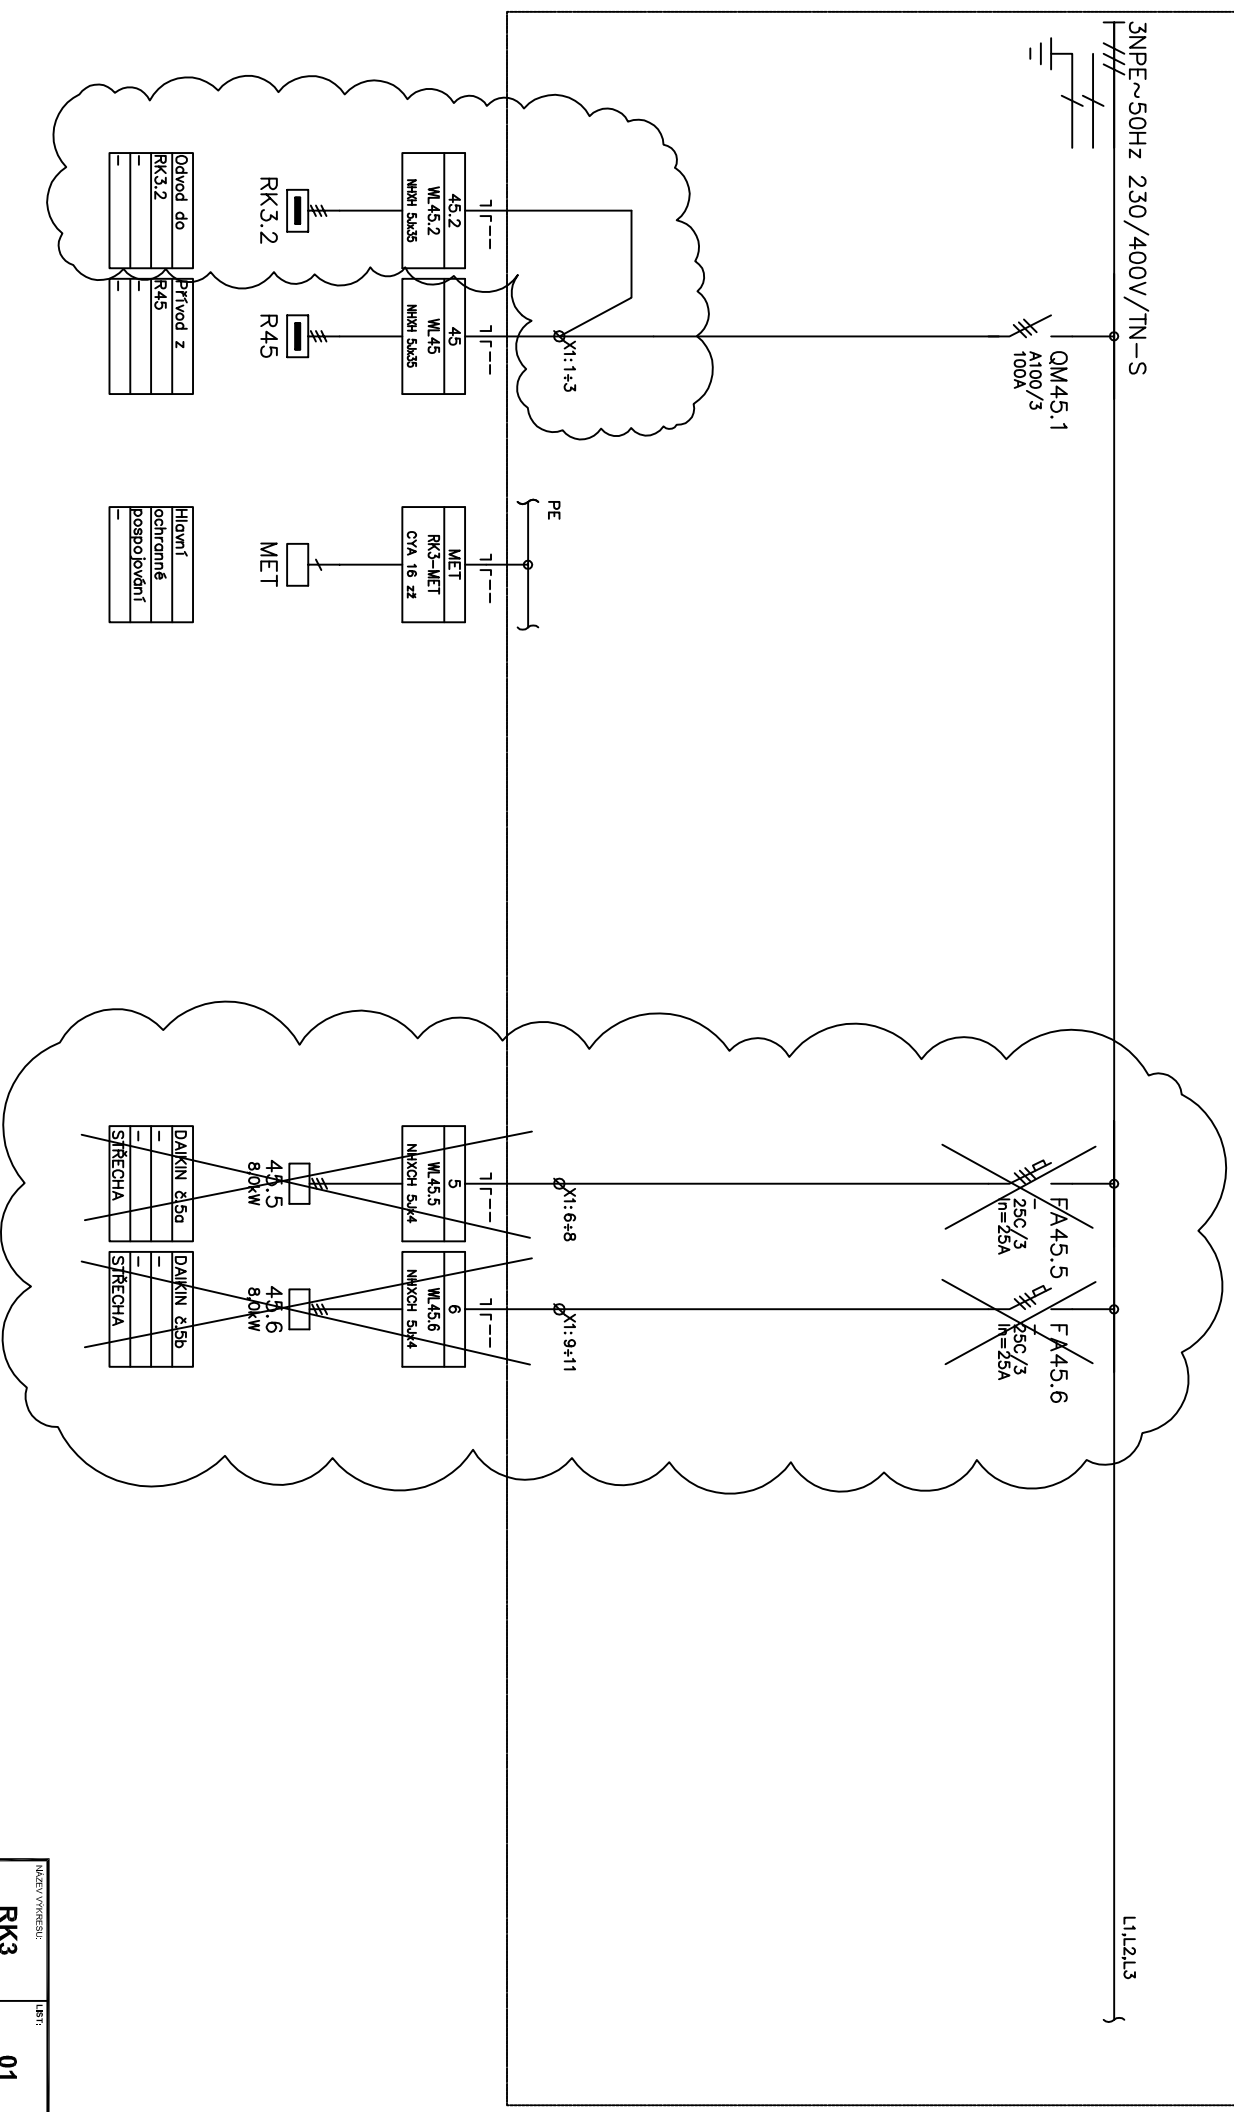 3NPE~50Hz 230/400V/TN-S
L1,L2,L3
QM45.1
A100/3
100A
FA45.5
–
25C/3
In=25A
FA45.6
–
25C/3
In=25A
X1:1÷3
PE
X1:6÷8
X1:9÷11
45.2
WL45.2
NHXH 5Jx35
45
WL45
NHXH 5Jx35
MET
RK3-MET
CYA 16 zž
5
WL45.5
NHXCH 5Jx4
6
WL45.6
NHXCH 5Jx4
RK3.2
R45
MET
45.5
8,0kW
45.6
8,0kW
Odvod do
RK3.2
–
–
Přívod z
R45
–
–
Hlavní
ochranné
pospojování
–
DAIKIN č.5a
–
–
STŘECHA
DAIKIN č.5b
–
–
STŘECHA
NÁZEV VÝKRESU:
RK3
LIST:
01